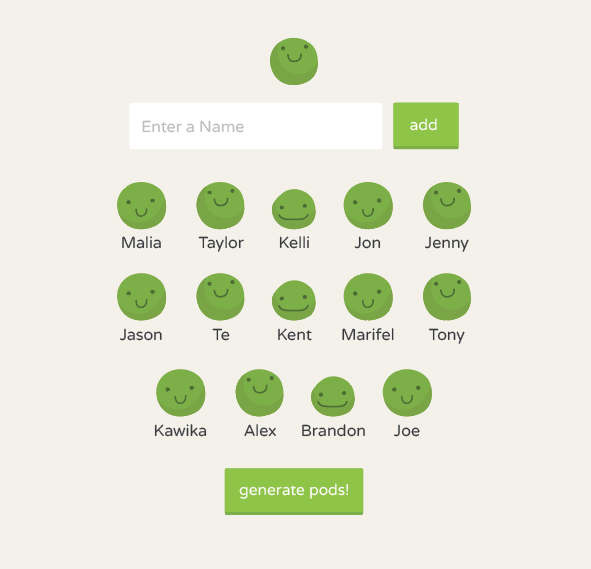 Enter a Name
add
Malia Taylor Kelli Jon Jenny
Jason Te Kent Marifel Tony
Kawika Alex Brandon Joe
generate pods!